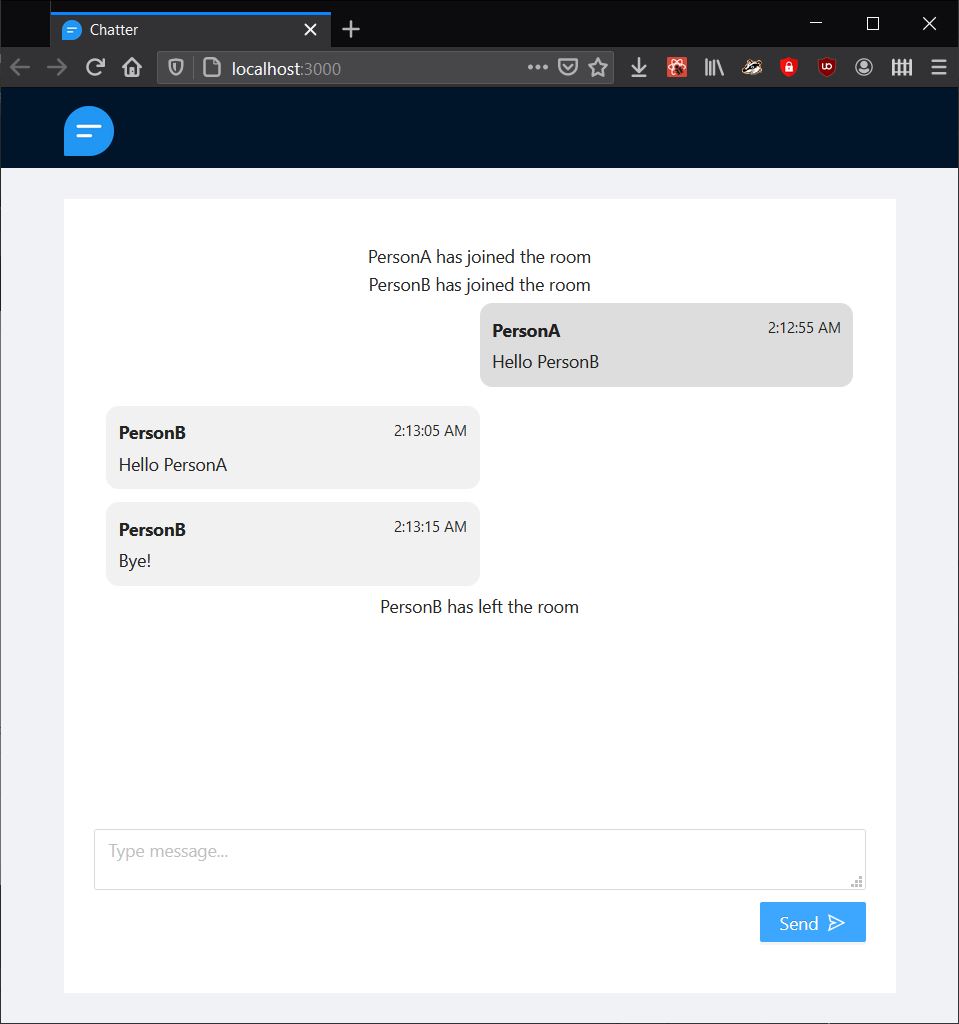 Chatter
localhost:3000
PersonA has joined the room
PersonB has joined the room
PersonA 2:12:55 AM
Hello PersonB
PersonB 2:13:05 AM
Hello PersonA
PersonB 2:13:15 AM
Bye!
PersonB has left the room
Type message...
Send